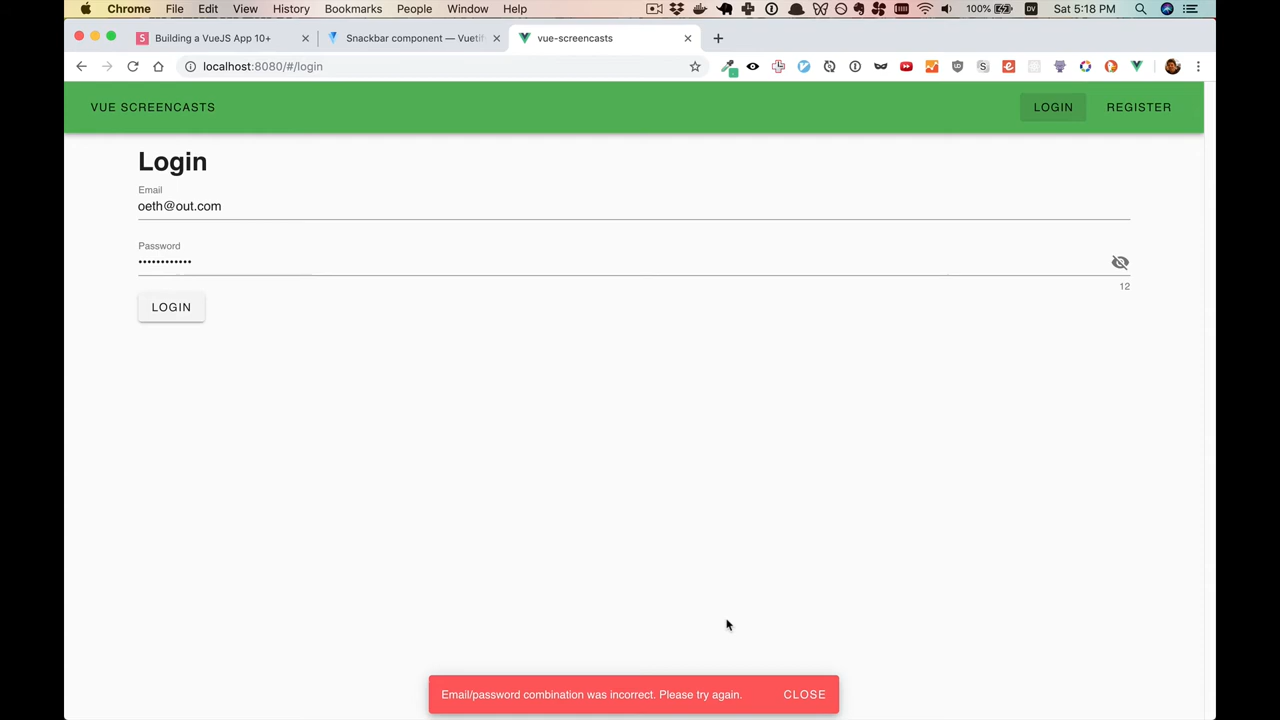 Chrome File Edit View History Bookmarks People Window Help 100% DV Sat 5:18 PM
Building a VueJS App 10+ Snackbar component — Vuetif vue-screencasts
localhost:8080/#/login
VUE SCREENCASTS LOGIN REGISTER
Login
Email
oeth@out.com
Password
••••••••••••
12
LOGIN
Email/password combination was incorrect. Please try again. CLOSE